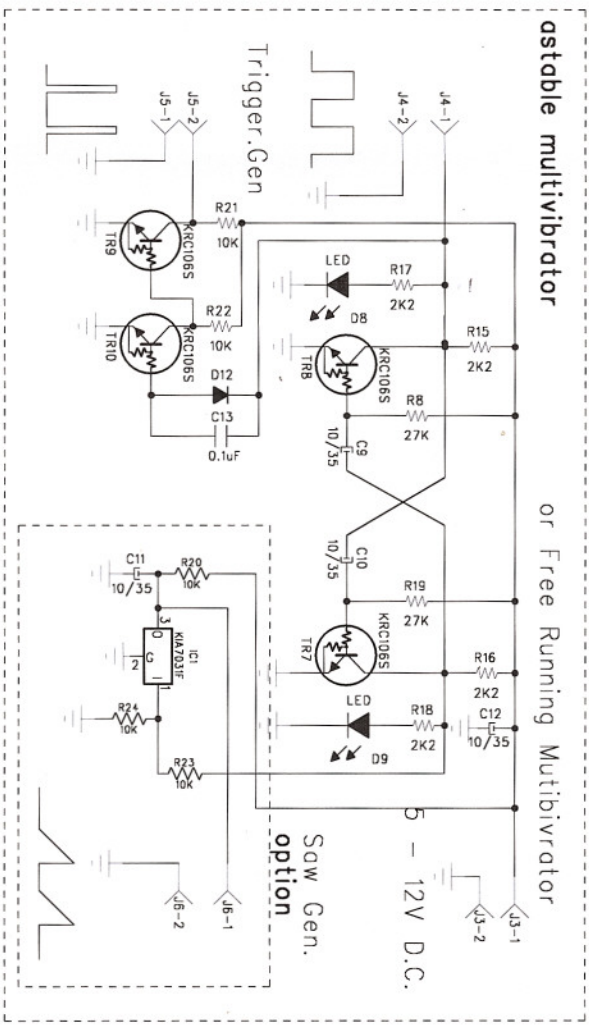 astable multivibrator
or Free Running Mutibivrator
J4-1
J4-2
Trigger.Gen
J5-2
J5-1
R21
10K
R22
10K
KRC106S
TR9
KRC106S
TR10
D12
C13
0.1uF
LED
D8
R17
2K2
R15
2K2
KRC106S
TR8
R8
27K
C9
10/35
C10
10/35
R19
27K
KRC106S
TR7
R16
2K2
C12
10/35
LED
D9
R18
2K2
5 - 12V D.C.
J3-1
J3-2
C11
10/35
R20
10K
3
O
KIA7031F
IC1
G
2
I
1
R24
10K
R23
10K
Saw Gen.
option
J6-1
J6-2